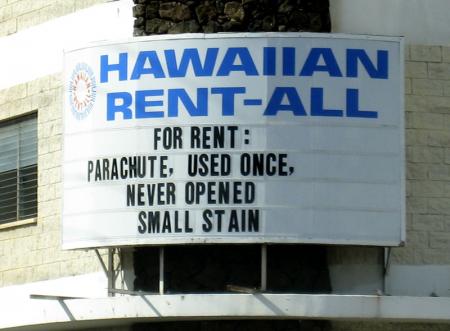 HAWAIIAN
RENT-ALL
FOR RENT:
PARACHUTE, USED ONCE,
NEVER OPENED
SMALL STAIN